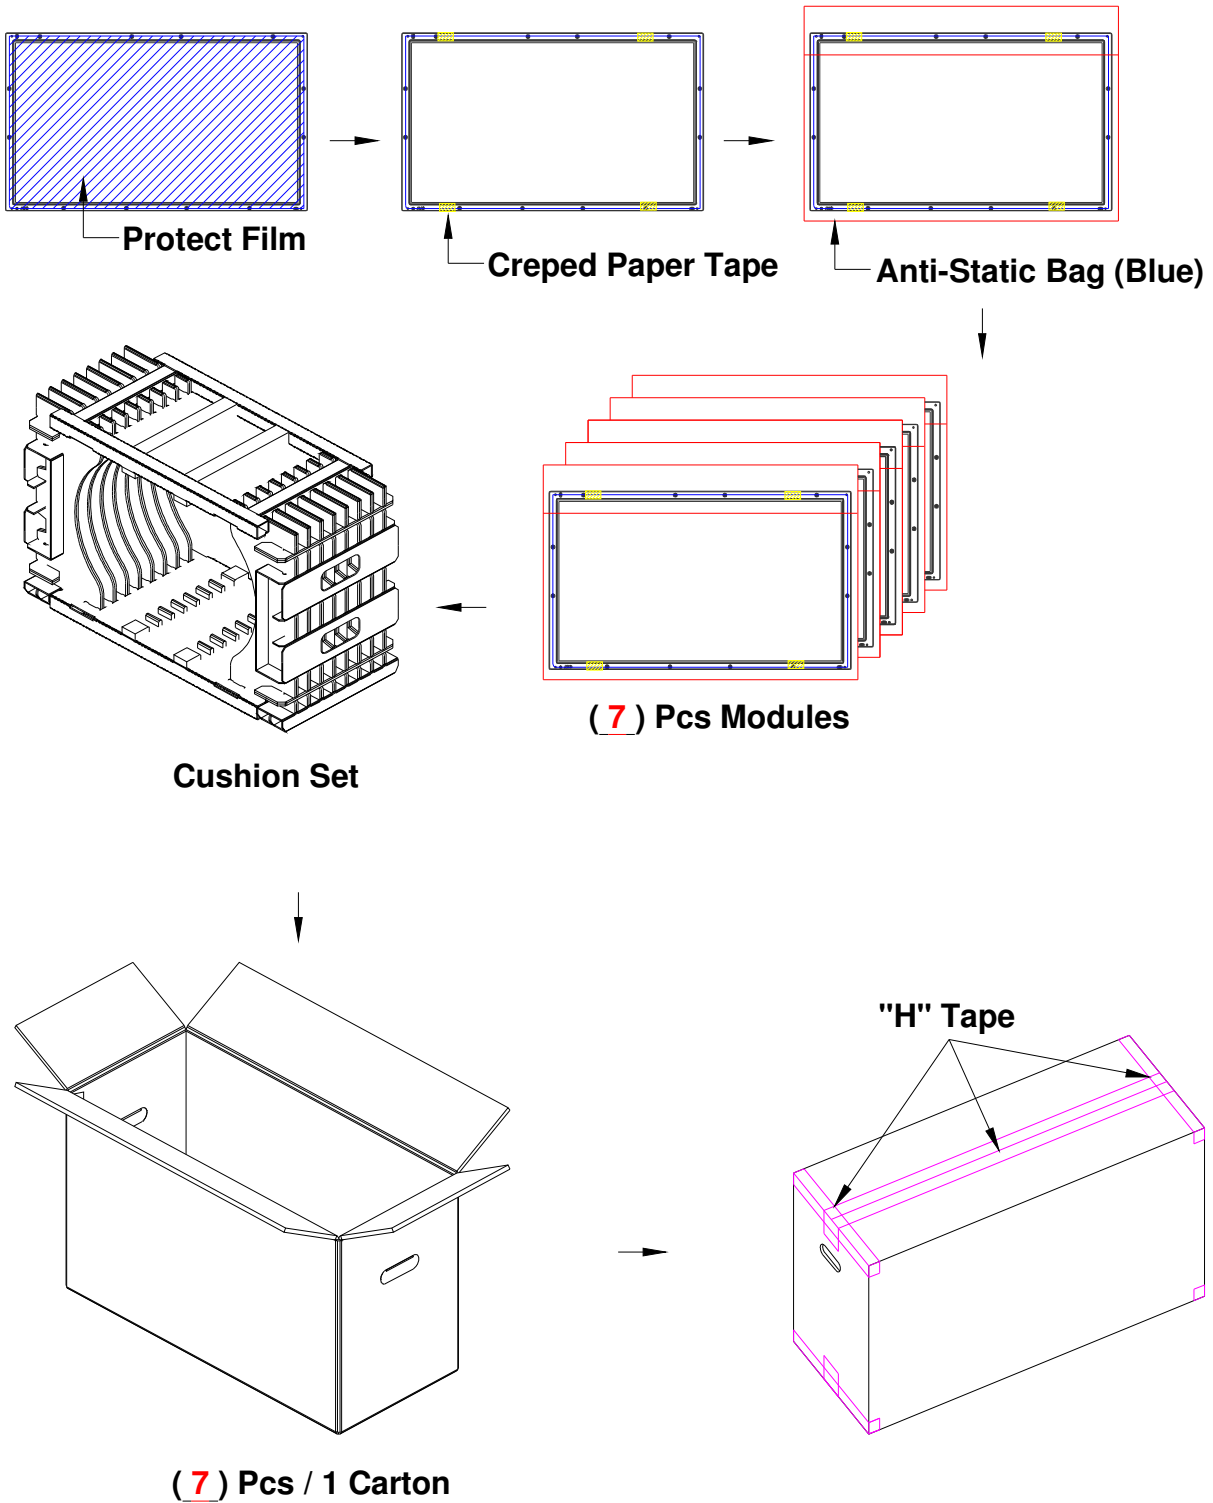 Protect Film
Creped Paper Tape
Anti-Static Bag (Blue)
( 7 ) Pcs Modules
Cushion Set
"H" Tape
( 7 ) Pcs / 1 Carton